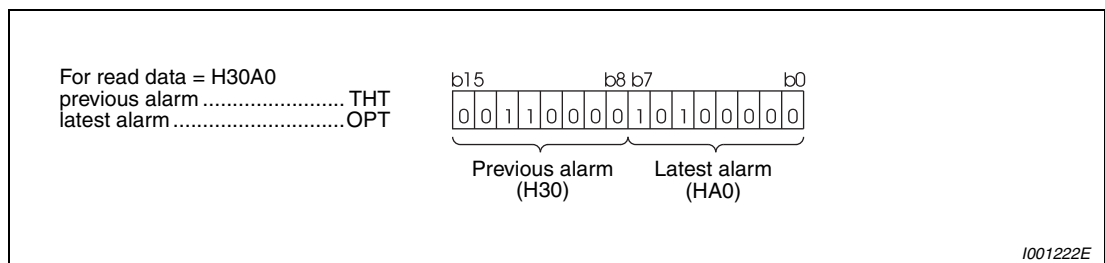 For read data = H30A0
previous alarm ........................ THT
latest alarm .............................OPT
b15 b8 b7 b0
0 0 1 1 0 0 0 0 1 0 1 0 0 0 0 0
Previous alarm Latest alarm
(H30) (HA0)
I001222E